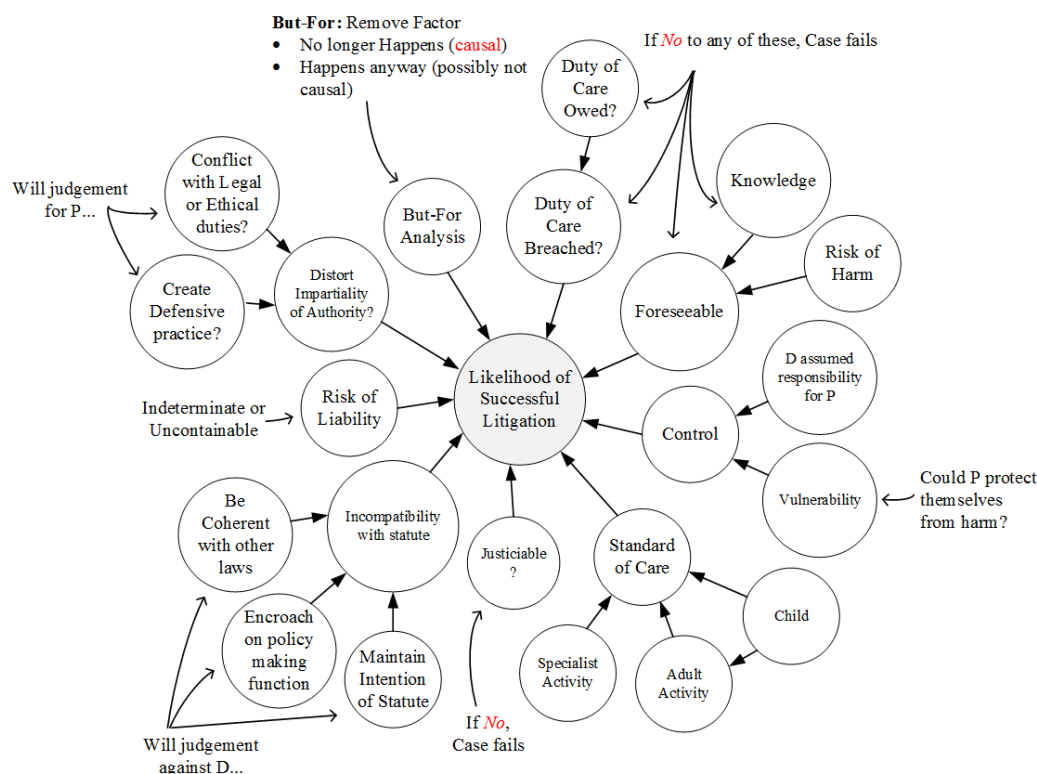 But-For: Remove Factor
• No longer Happens (causal)
• Happens anyway (possibly not
causal)
If No to any of these, Case fails
Duty of
Care
Owed?
Conflict
with Legal
or Ethical
duties?
Will judgement
for P...
Knowledge
But-For
Analysis
Duty of
Care
Breached?
Risk of
Harm
Create
Defensive
practice?
Distort
Impartiality
of Authority?
Foreseeable
Likelihood of
Successful
Litigation
D assumed
responsibility
for P
Indeterminate or
Uncontainable
Risk of
Liability
Control
Vulnerability
Could P protect
themselves
from harm?
Be
Coherent
with other
laws
Incompatibility
with statute
Justiciable
?
Standard
of Care
Child
Encroach
on policy
making
function
Maintain
Intention
of Statute
Specialist
Activity
Adult
Activity
If No,
Case fails
Will judgement
against D...